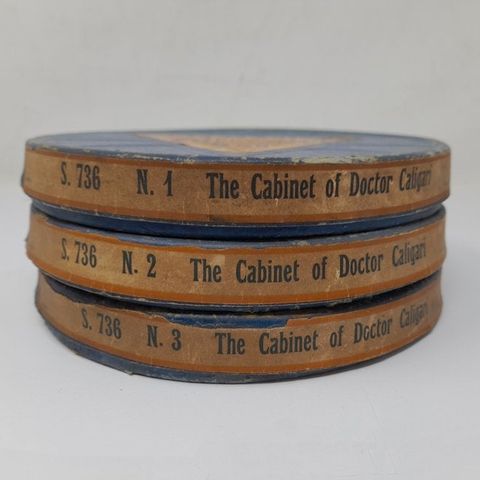 S. 736 N. 1 The Cabinet of Doctor Caligari
S. 736 N. 2 The Cabinet of Doctor Caligari
S. 736 N. 3 The Cabinet of Doctor Caligari